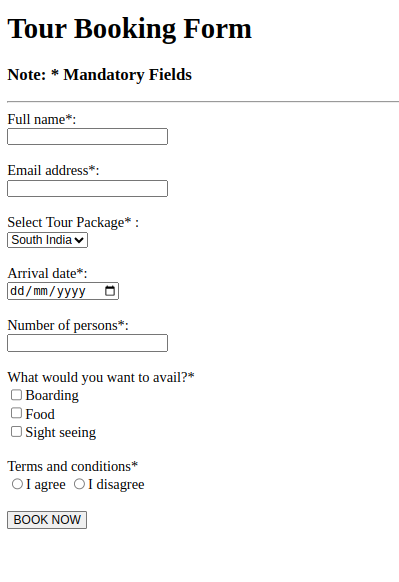 Tour Booking Form
Note: * Mandatory Fields
Full name*:
Email address*:
Select Tour Package* :
South India
Arrival date*:
dd/mm/yyyy
Number of persons*:
What would you want to avail?*
Boarding
Food
Sight seeing
Terms and conditions*
I agree I disagree
BOOK NOW